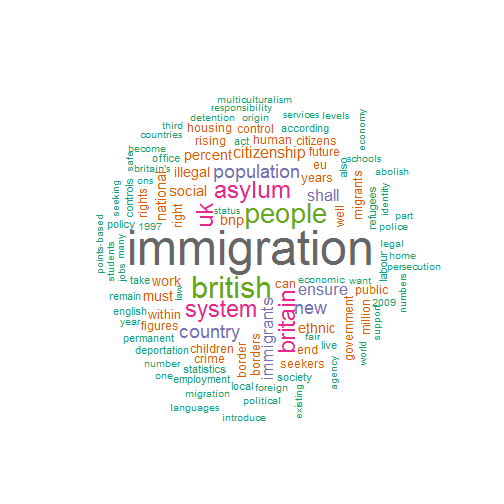 multiculturalism
responsibility
detention origin services levels
third housing control according
countries rising act human citizens economy
become percent citizenship future also schools
safe office britain's illegal population eu years migrants abolish
seeking ons national social asylum shall refugees identity
controls rights right uk status bnp people well part
policy 1997 police
points-based students many jobs immigration legal home persecution
take work british can economic want labour numbers
remain must law system britain ensure public 2009
english within new government million support
year figures country immigrants ethnic fair
permanent children border borders end live world
deportation crime seekers agency
number statistics society
one employment local foreign existing
migration political
languages
introduce